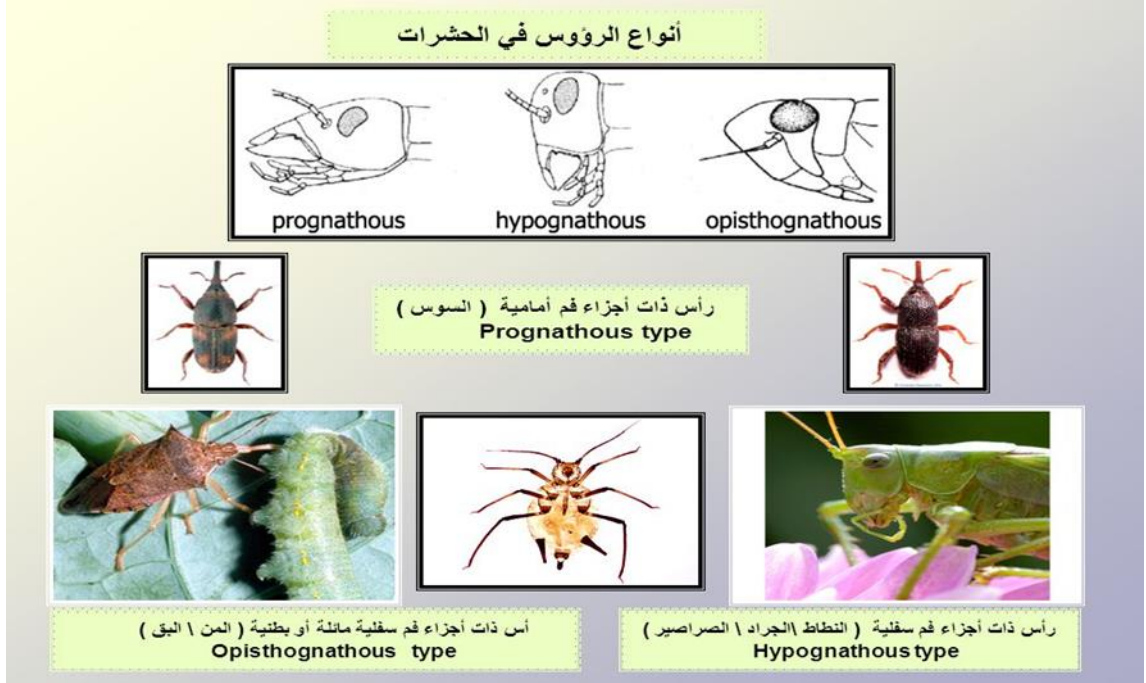 أنواع الرؤوس في الحشرات
prognathous
hypognathous
opisthognathous
رأس ذات أجزاء فم أمامية ( السوس )
Prognathous type
أس ذات أجزاء فم سفلية مائلة أو بطنية ( المن \ البق )
Opisthognathous type
رأس ذات أجزاء فم سفلية ( النطاط \الجراد \ الصراصير )
Hypognathous type